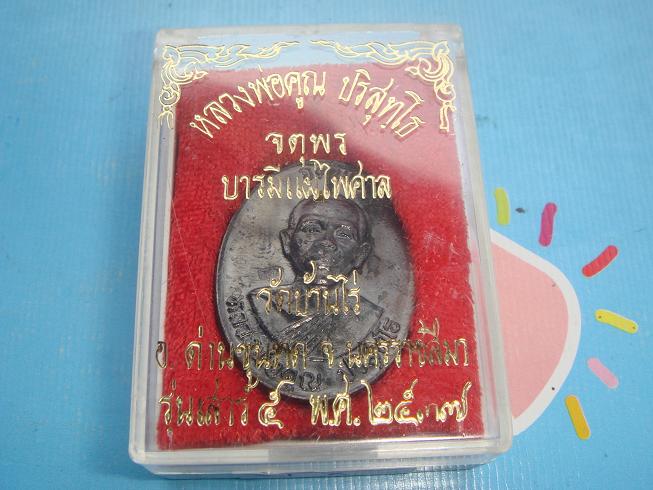 หลวงพ่อคูณ ปริสุทฺโธ
จตุพร
บารมีแผ่ไพศาล
วัดบ้านไร่
อ.ด่านขุนทด จ.นครราชสีมา
รุ่นเสาร์ ๕ พ.ศ.๒๕๓๗